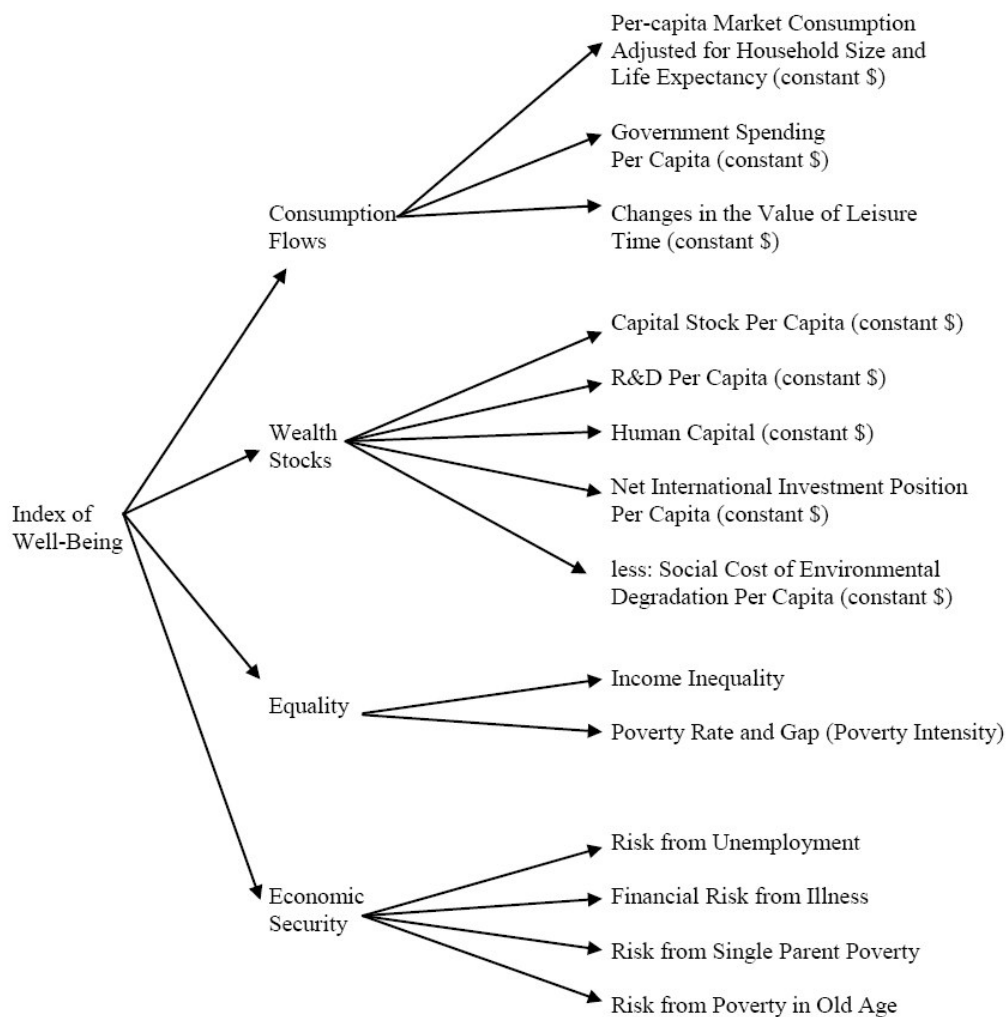 Per-capita Market Consumption
Adjusted for Household Size and
Life Expectancy (constant $)
Government Spending
Per Capita (constant $)
Consumption
Flows
Changes in the Value of Leisure
Time (constant $)
Capital Stock Per Capita (constant $)
R&D Per Capita (constant $)
Wealth
Stocks
Human Capital (constant $)
Net International Investment Position
Per Capita (constant $)
Index of
Well-Being
less: Social Cost of Environmental
Degradation Per Capita (constant $)
Equality
Income Inequality
Poverty Rate and Gap (Poverty Intensity)
Risk from Unemployment
Economic
Security
Financial Risk from Illness
Risk from Single Parent Poverty
Risk from Poverty in Old Age